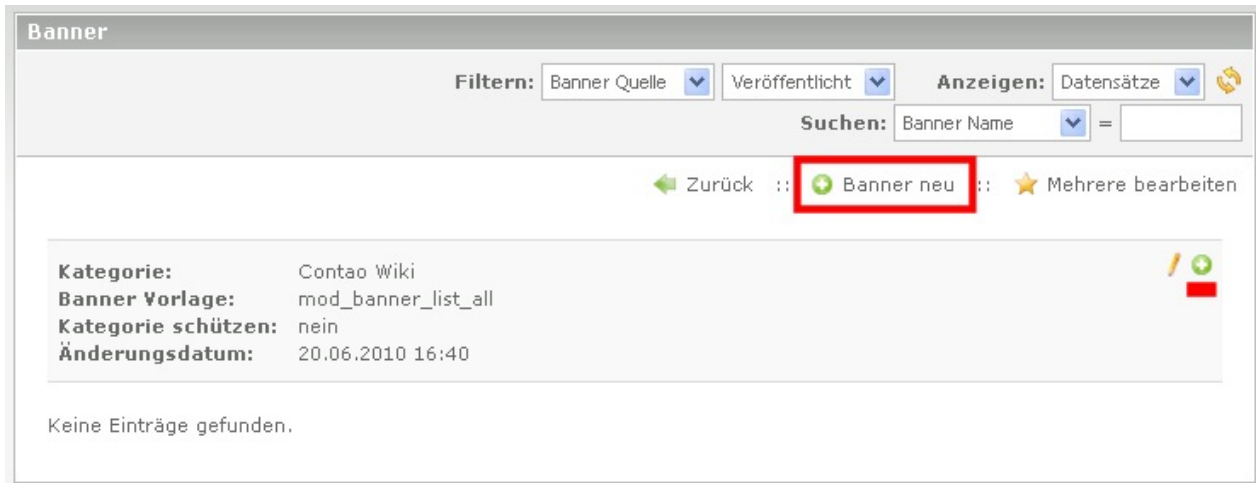 Banner
Filtern: Banner Quelle Veröffentlicht Anzeigen: Datensätze
Suchen: Banner Name =
Zurück :: Banner neu :: Mehrere bearbeiten
Kategorie: Contao Wiki
Banner Vorlage: mod_banner_list_all
Kategorie schützen: nein
Änderungsdatum: 20.06.2010 16:40
Keine Einträge gefunden.